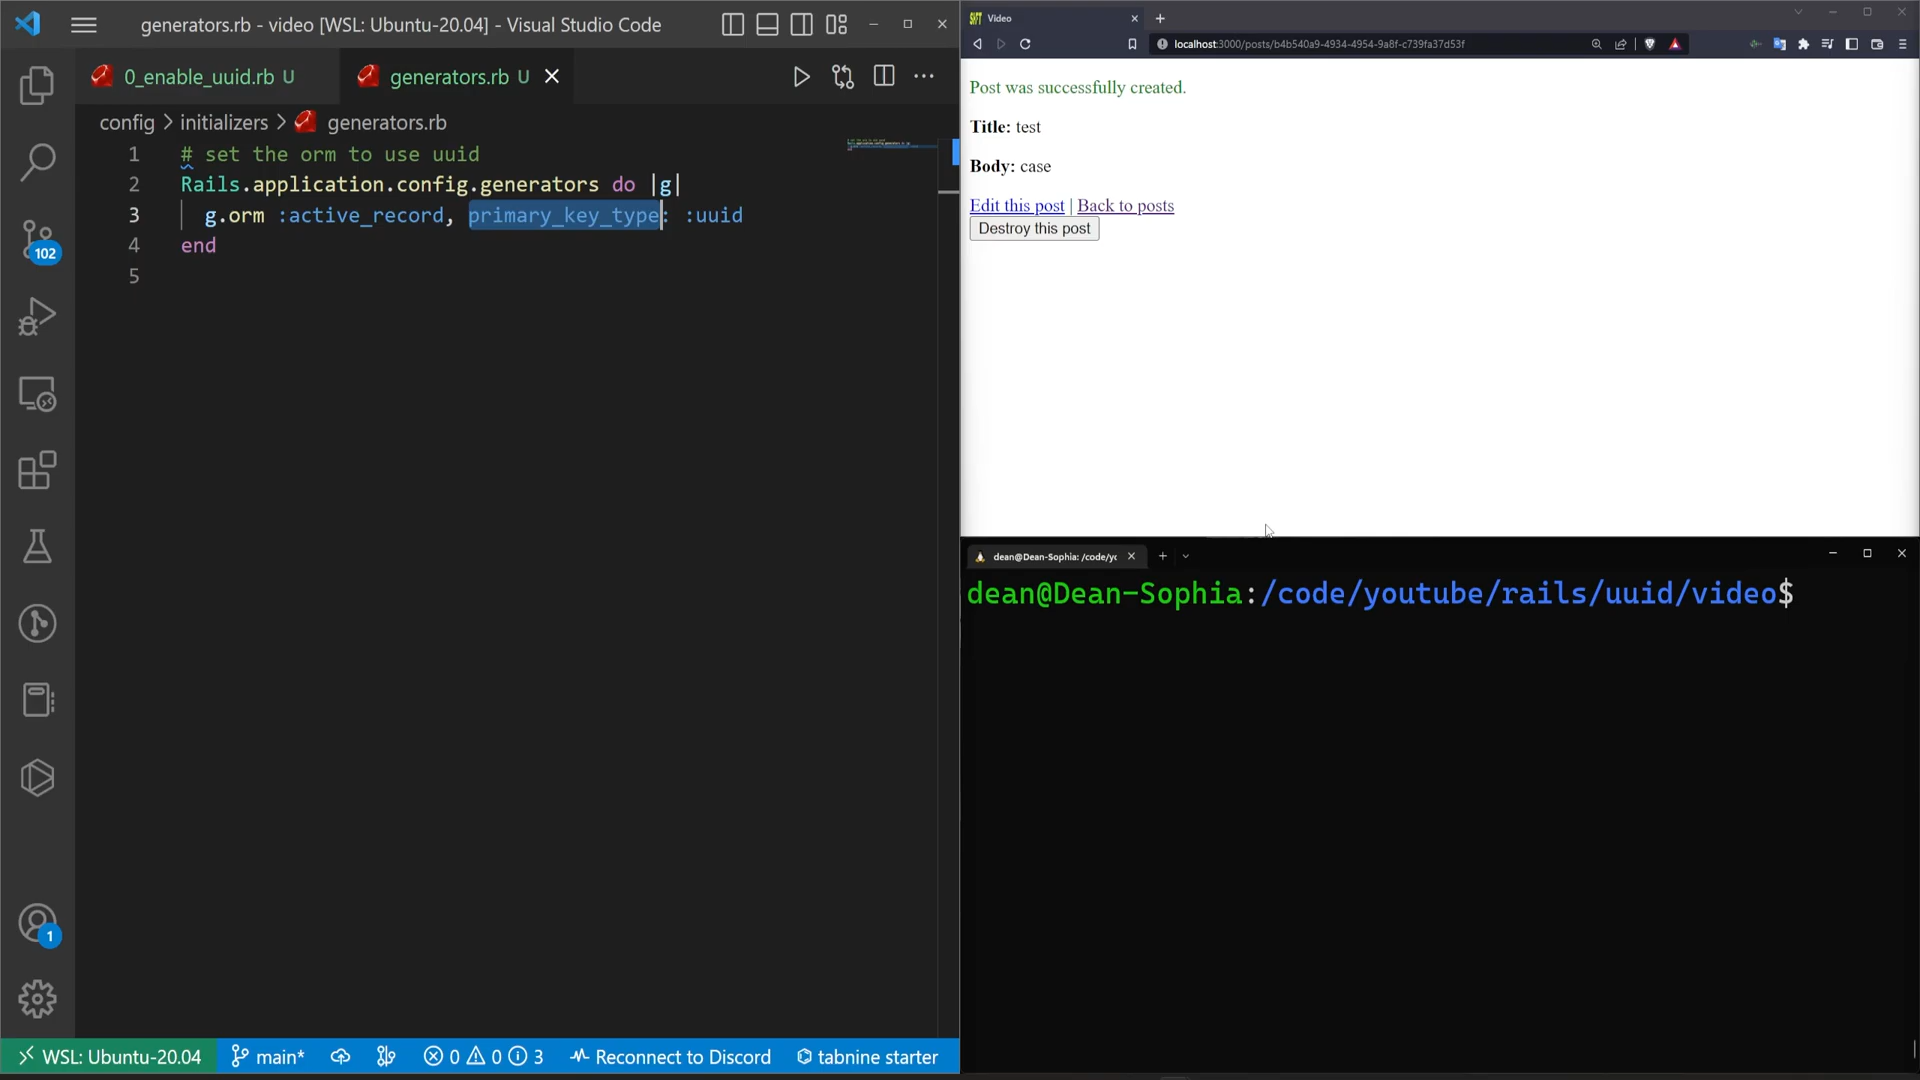 generators.rb - video [WSL: Ubuntu-20.04] - Visual Studio Code
0_enable_uuid.rb U
generators.rb U
config > initializers > generators.rb
1 # set the orm to use uuid
2 Rails.application.config.generators do |g|
3 g.orm :active_record, primary_key_type: :uuid
4 end
5
102
1
WSL: Ubuntu-20.04
main*
0 0 3
Reconnect to Discord
tabnine starter
Video
localhost:3000/posts/b4b540a9-4934-4954-9a8f-c739fa37d53f
Post was successfully created.
Title: test
Body: case
Edit this post | Back to posts
Destroy this post
dean@Dean-Sophia: /code/yc
dean@Dean-Sophia:/code/youtube/rails/uuid/video$